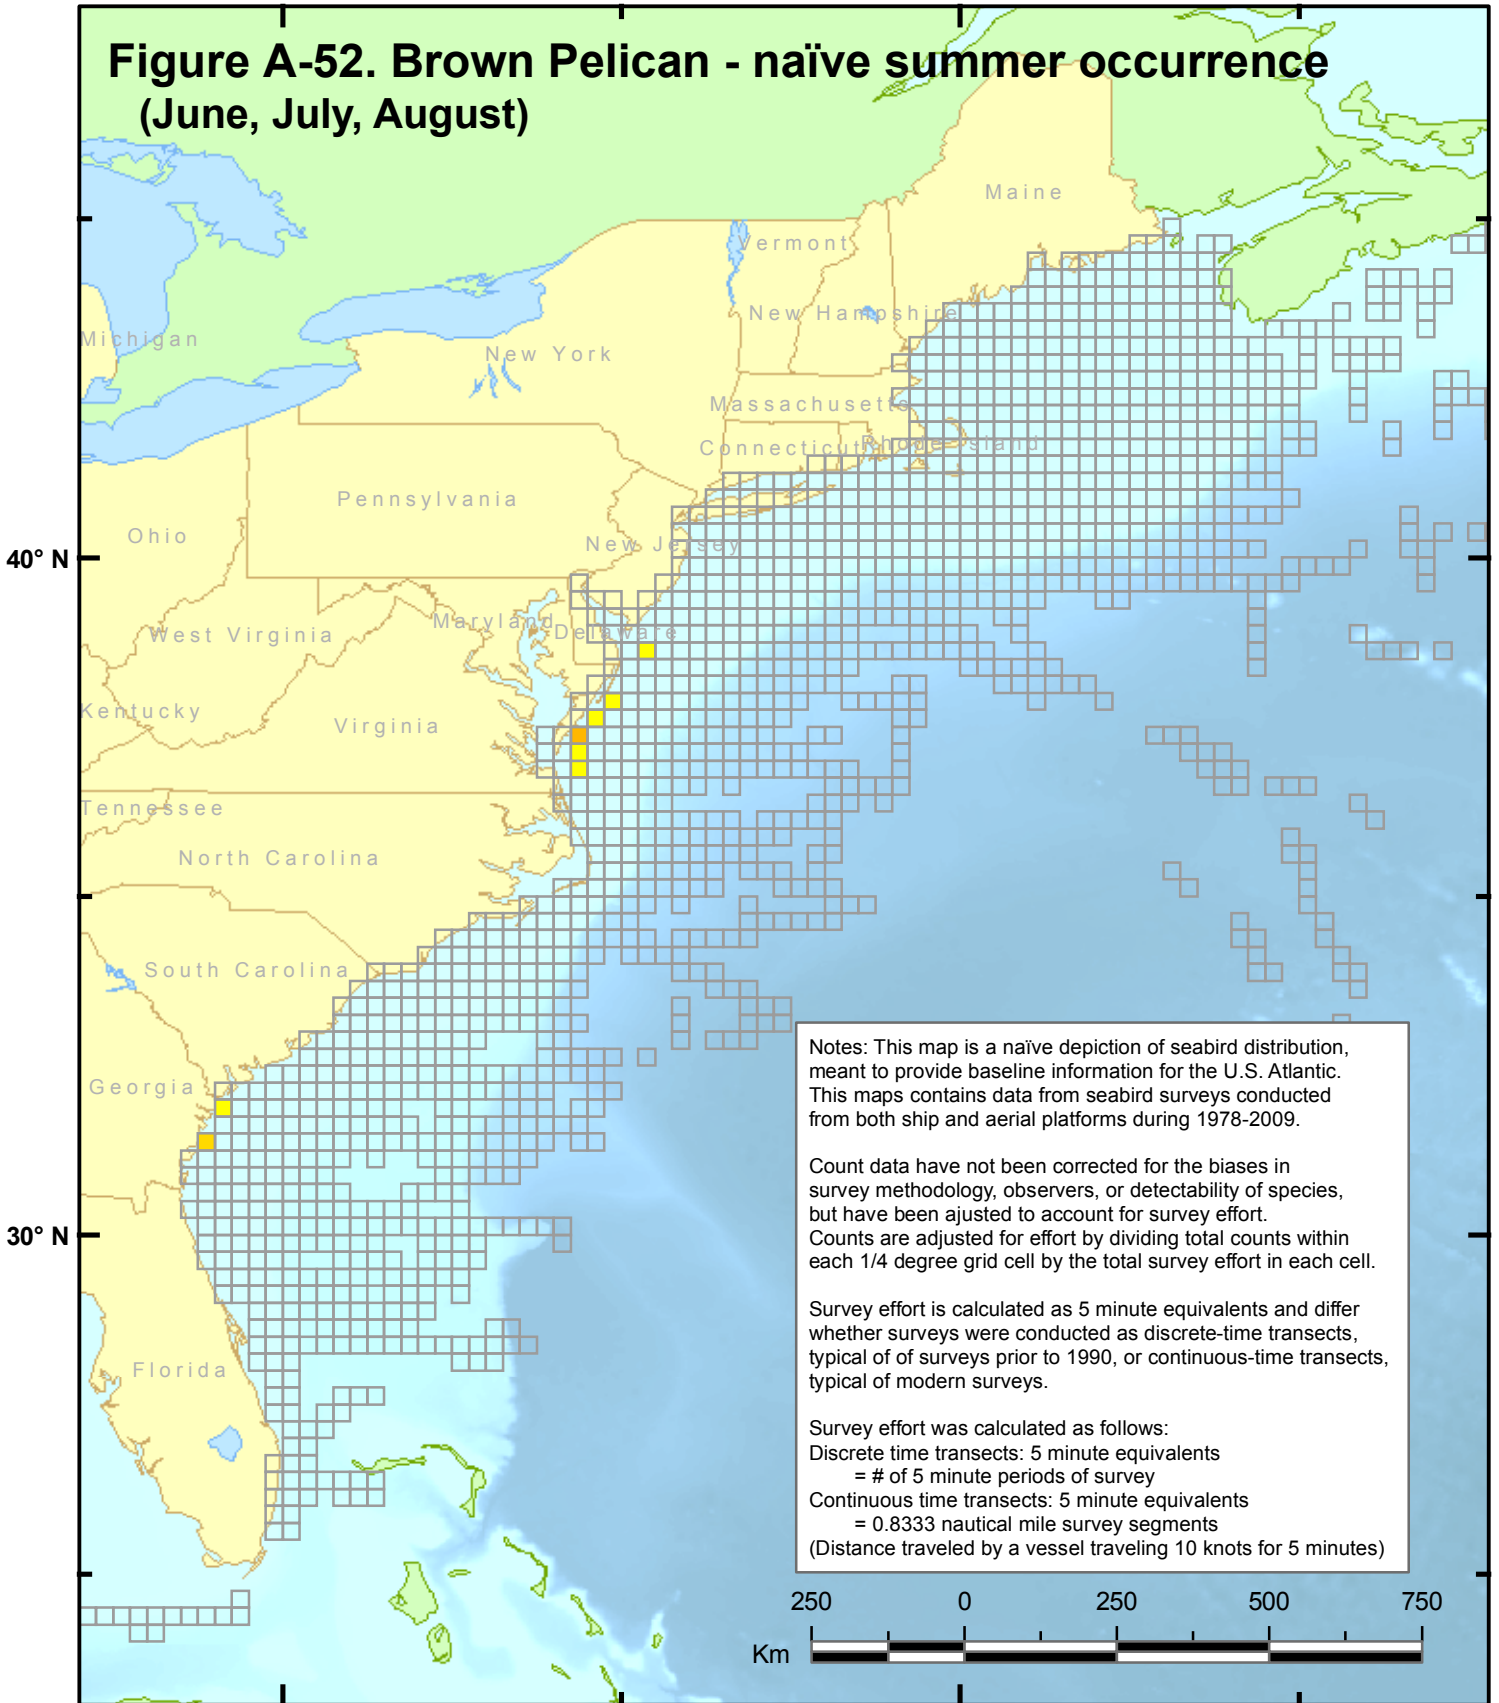 Figure A-52. Brown Pelican - naïve summer occurrence
(June, July, August)
Maine
Vermont
New Hampshire
Michigan
New York
Massachusetts
Connecticut
Rhode Island
Pennsylvania
Ohio
New Jersey
40° N
Maryland
Delaware
West Virginia
Kentucky
Virginia
Tennessee
North Carolina
South Carolina
Georgia
30° N
Florida
Notes: This map is a naïve depiction of seabird distribution,
meant to provide baseline information for the U.S. Atlantic.
This maps contains data from seabird surveys conducted
from both ship and aerial platforms during 1978-2009.
Count data have not been corrected for the biases in
survey methodology, observers, or detectability of species,
but have been ajusted to account for survey effort.
Counts are adjusted for effort by dividing total counts within
each 1/4 degree grid cell by the total survey effort in each cell.
Survey effort is calculated as 5 minute equivalents and differ
whether surveys were conducted as discrete-time transects,
typical of of surveys prior to 1990, or continuous-time transects,
typical of modern surveys.
Survey effort was calculated as follows:
Discrete time transects: 5 minute equivalents
= # of 5 minute periods of survey
Continuous time transects: 5 minute equivalents
= 0.8333 nautical mile survey segments
(Distance traveled by a vessel traveling 10 knots for 5 minutes)
250 0 250 500 750
Km